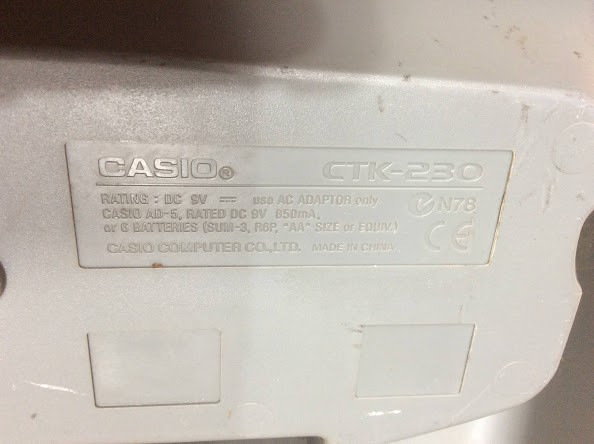 CASIO® CTK-230
RATING : DC 9V ⎓ use AC ADAPTOR only
CASIO AD-5, RATED DC 9V 850mA, N78
or 6 BATTERIES (SUM-3, R6P, "AA" SIZE or EQUIV.) CE
CASIO COMPUTER CO.,LTD. MADE IN CHINA